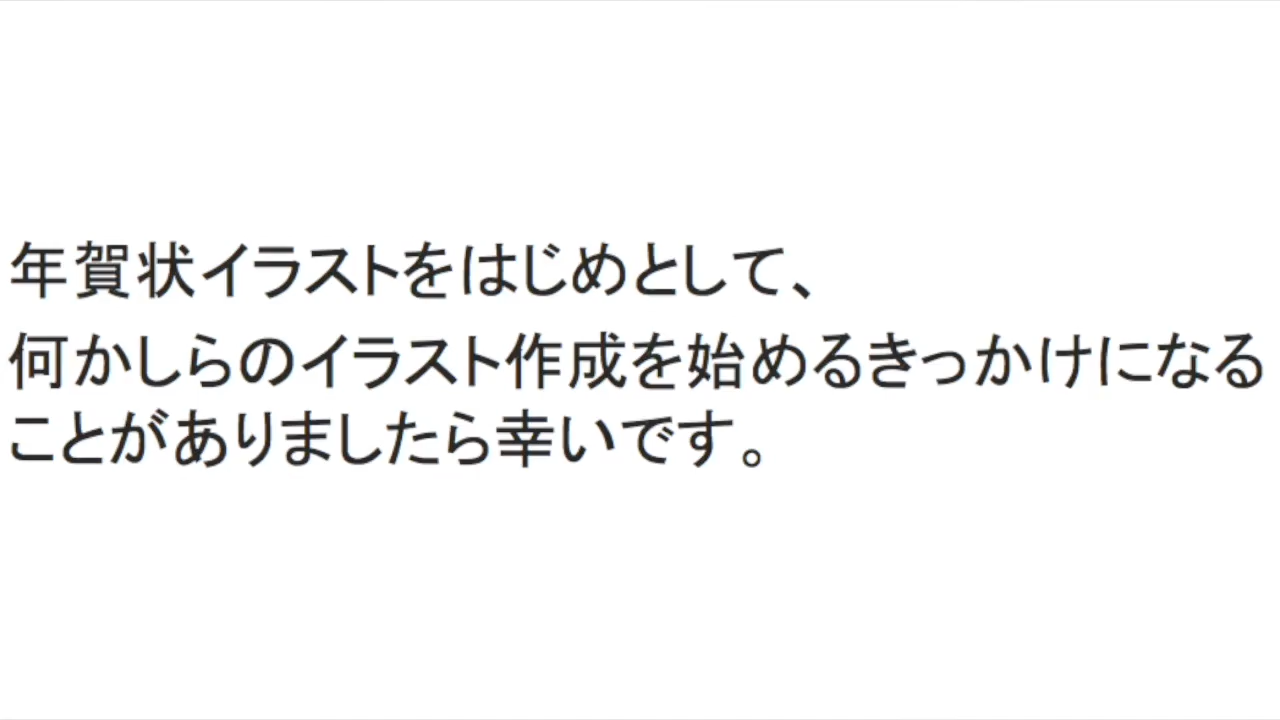 年賀状イラストをはじめとして、
何かしらのイラスト作成を始めるきっかけになる
ことがありましたら幸いです。